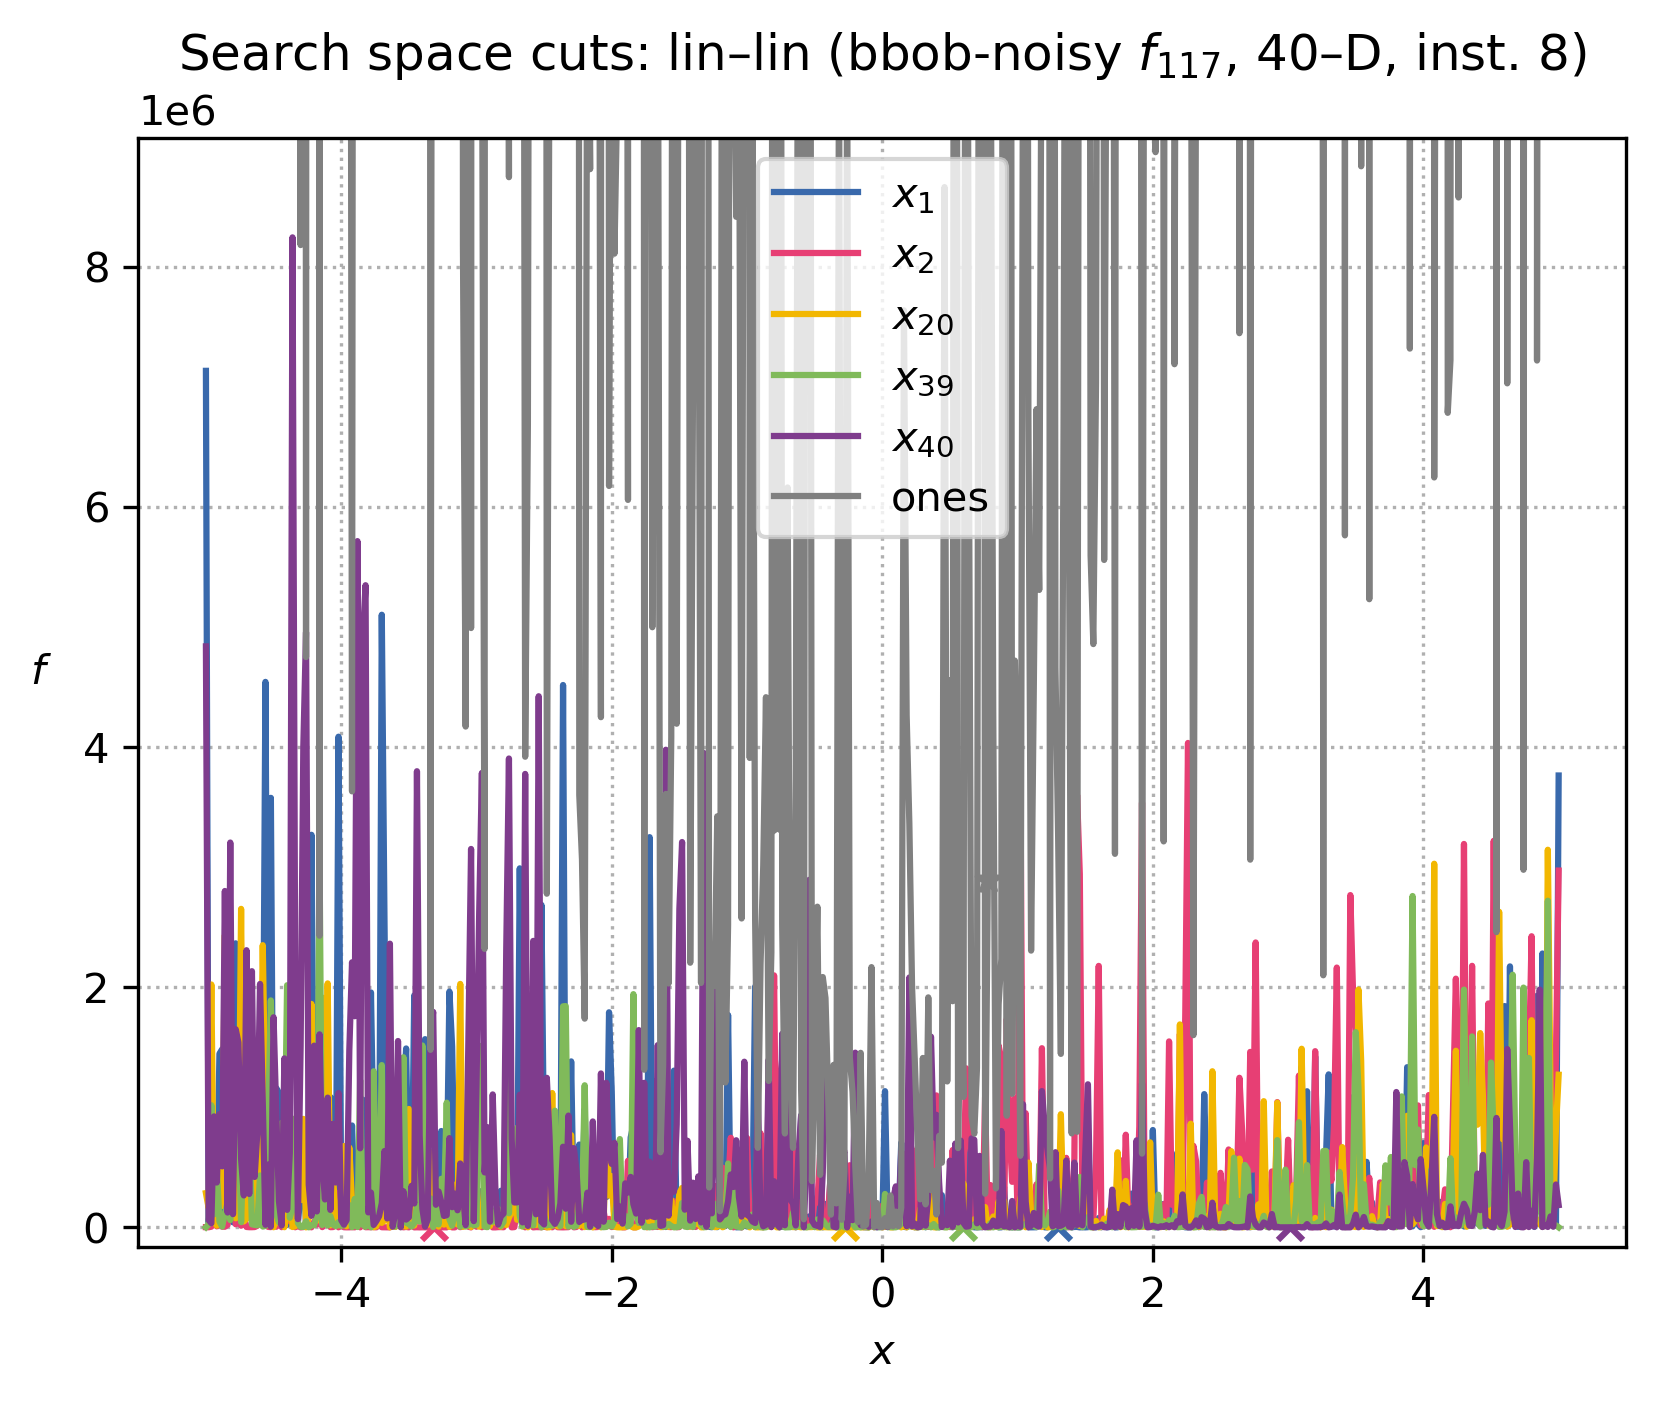 Search space cuts: lin–lin (bbob-noisy f₁₁₇, 40–D, inst. 8)
1e6
8
6
4
2
0
f
x₁
x₂
x₂₀
x₃₉
x₄₀
ones
−4 −2 0 2 4
x